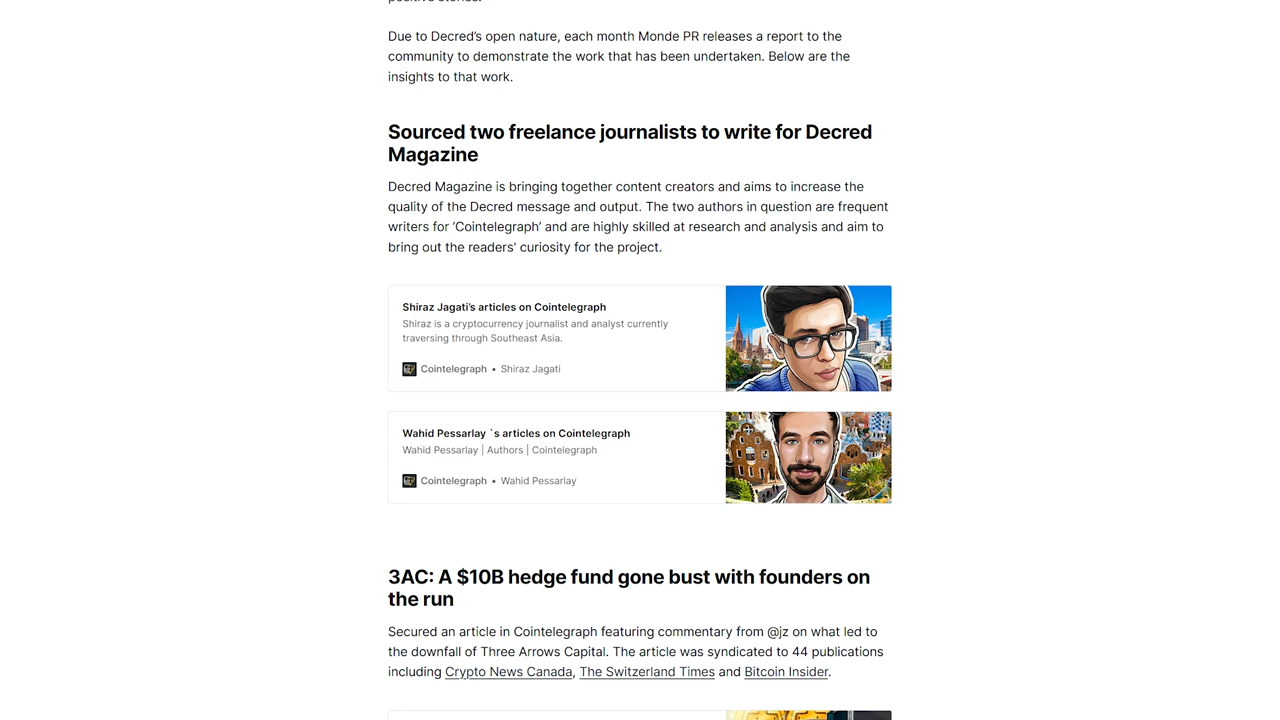 Due to Decred’s open nature, each month Monde PR releases a report to the
community to demonstrate the work that has been undertaken. Below are the
insights to that work.
Sourced two freelance journalists to write for Decred
Magazine
Decred Magazine is bringing together content creators and aims to increase the
quality of the Decred message and output. The two authors in question are frequent
writers for ‘Cointelegraph’ and are highly skilled at research and analysis and aim to
bring out the readers' curiosity for the project.
Shiraz Jagati’s articles on Cointelegraph
Shiraz is a cryptocurrency journalist and analyst currently
traversing through Southeast Asia.
Cointelegraph • Shiraz Jagati
Wahid Pessarlay `s articles on Cointelegraph
Wahid Pessarlay | Authors | Cointelegraph
Cointelegraph • Wahid Pessarlay
3AC: A $10B hedge fund gone bust with founders on
the run
Secured an article in Cointelegraph featuring commentary from @jz on what led to
the downfall of Three Arrows Capital. The article was syndicated to 44 publications
including Crypto News Canada, The Switzerland Times and Bitcoin Insider.